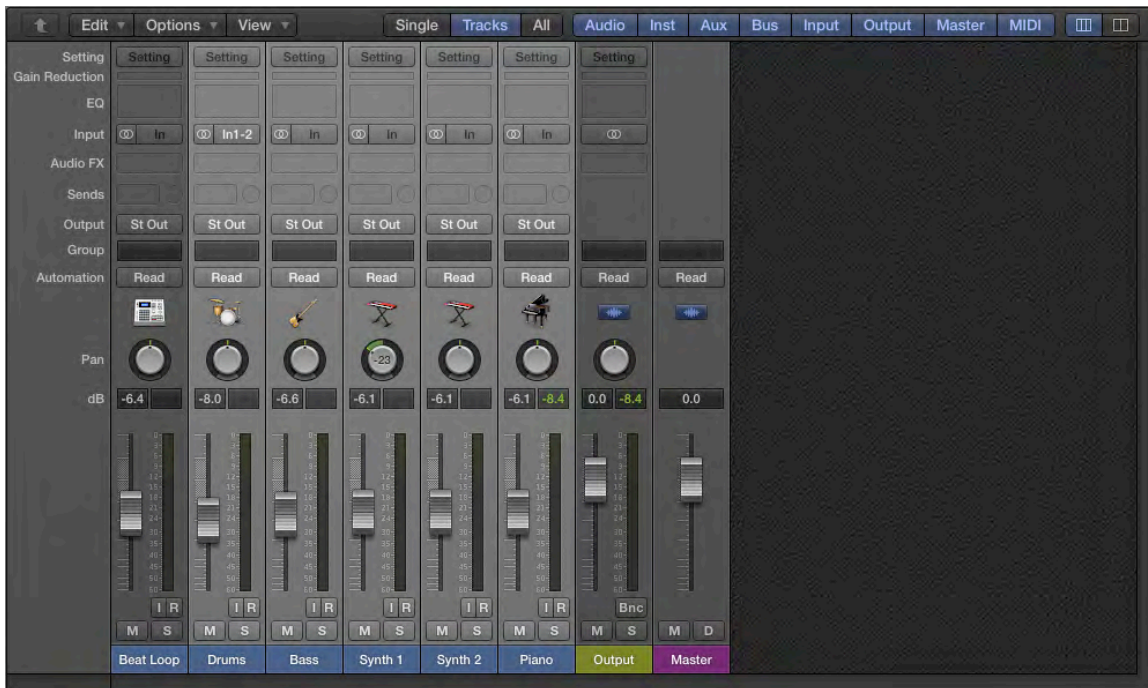 Edit Options View Single Tracks All Audio Inst Aux Bus Input Output Master MIDI
Setting Setting Setting Setting Setting Setting Setting Setting
Gain Reduction
EQ
Input In In1-2 In In In In
Audio FX
Sends
Output St Out St Out St Out St Out St Out St Out
Group
Automation Read Read Read Read Read Read Read Read
Pan -23
dB -6.4 -8.0 -6.6 -6.1 -6.1 -6.1 -8.4 0.0 -8.4 0.0
I R I R I R I R I R I R Bnc
M S M S M S M S M S M S M S M D
Beat Loop Drums Bass Synth 1 Synth 2 Piano Output Master